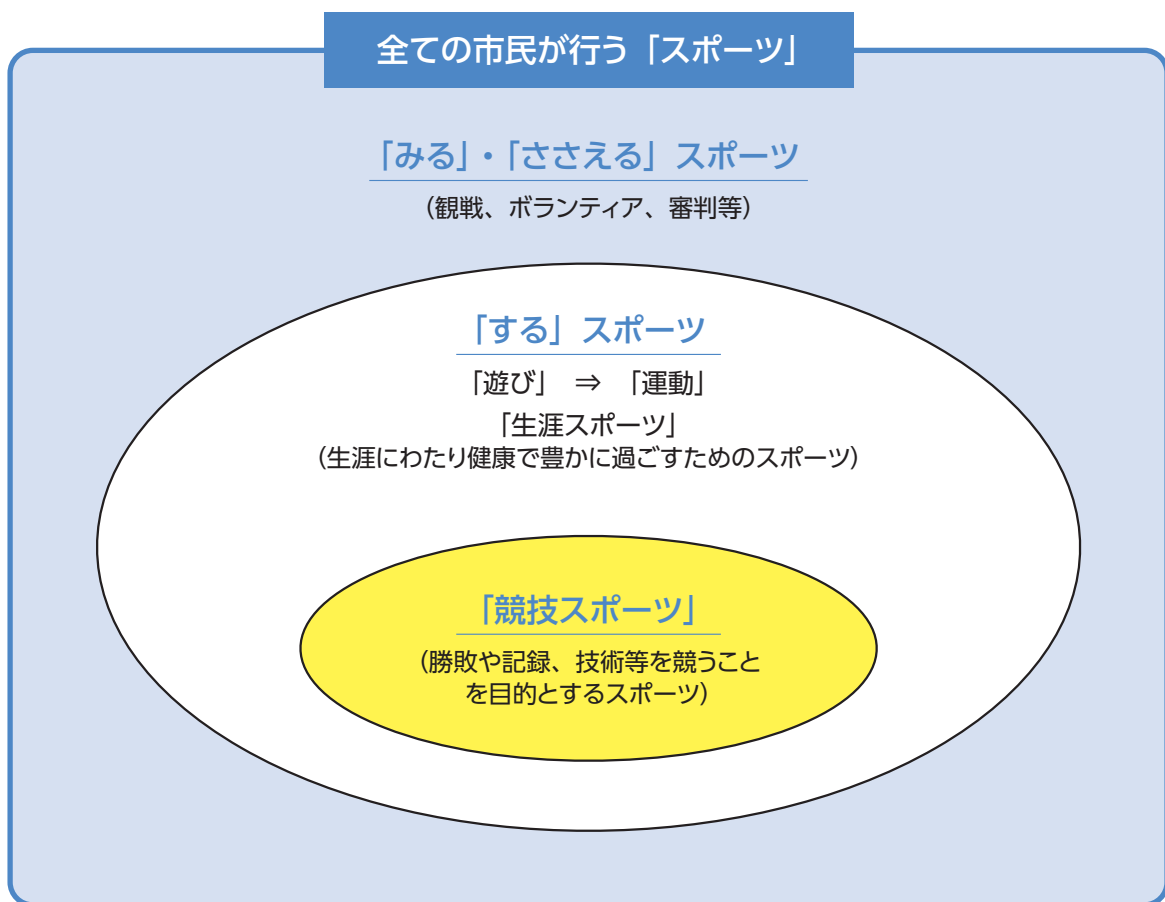 全ての市民が行う「スポーツ」
「みる」・「ささえる」スポーツ
（観戦、ボランティア、審判等）
「する」スポーツ
「遊び」 ⇒ 「運動」
「生涯スポーツ」
（生涯にわたり健康で豊かに過ごすためのスポーツ）
「競技スポーツ」
（勝敗や記録、技術等を競うこと
を目的とするスポーツ）